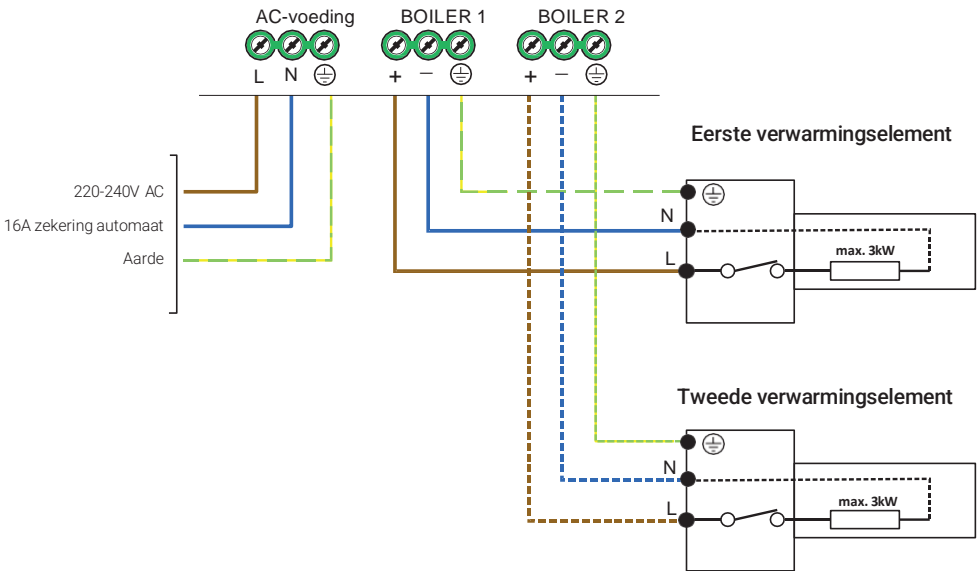 AC-voeding BOILER 1 BOILER 2
L N + – + –
Eerste verwarmingselement
220-240V AC
16A zekering automaat
Aarde
N
L
max. 3kW
Tweede verwarmingselement
N
L
max. 3kW